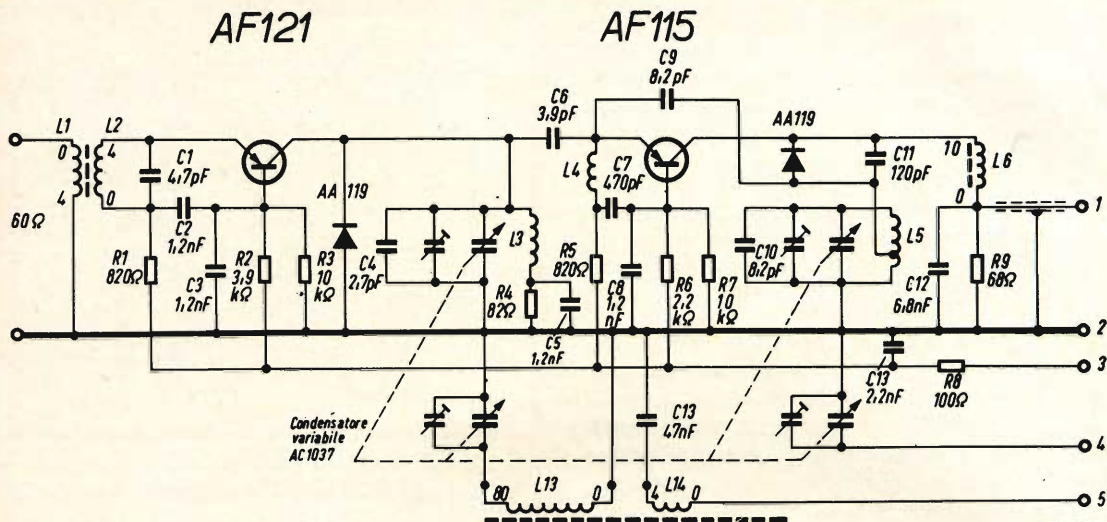 AF121
AF115
L1
L2
0
4
4
0
60Ω
C1
4,7pF
C2
1,2nF
R1
820Ω
C3
1,2nF
R2
3,9
kΩ
R3
10
kΩ
AA119
C4
2,7pF
L3
R4
82Ω
C5
1,2nF
C6
3,9pF
C9
8,2pF
L4
C7
470pF
R5
820Ω
C8
1,2
nF
R6
2,2
kΩ
R7
10
kΩ
AA119
C11
120pF
C10
8,2pF
L5
10
L6
0
C12
6,8nF
R9
68Ω
1
2
3
C13
2,2nF
R8
100Ω
Condensatore
variabile
AC1037
C13
47nF
4
80
L13
0
4
L14
0
5